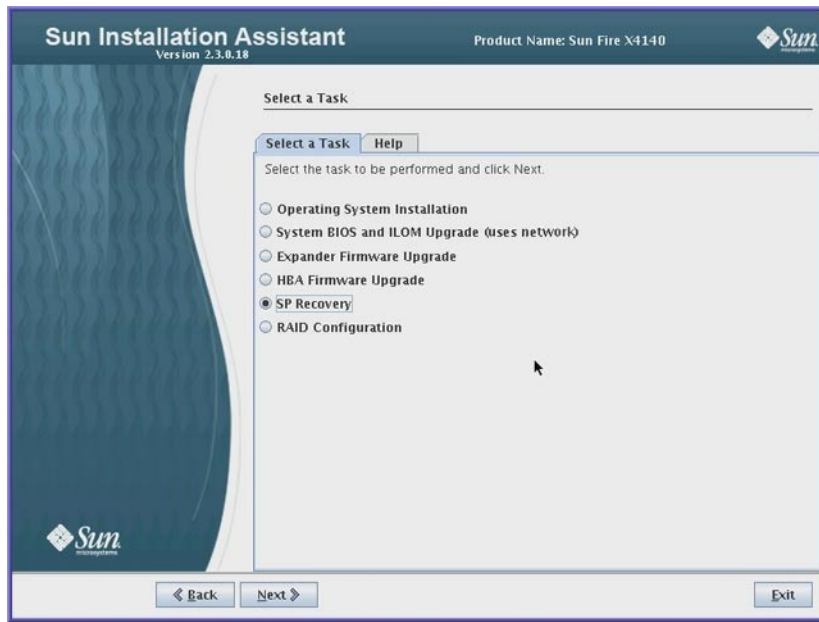 Sun Installation Assistant
Version 2.3.0.18
Product Name: Sun Fire X4140
Sun
microsystems
Select a Task
Select a Task
Help
Select the task to be performed and click Next.
Operating System Installation
System BIOS and ILOM Upgrade (uses network)
Expander Firmware Upgrade
HBA Firmware Upgrade
SP Recovery
RAID Configuration
Sun
microsystems
Back
Next
Exit